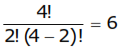 4! / 2! (4 – 2)! = 6